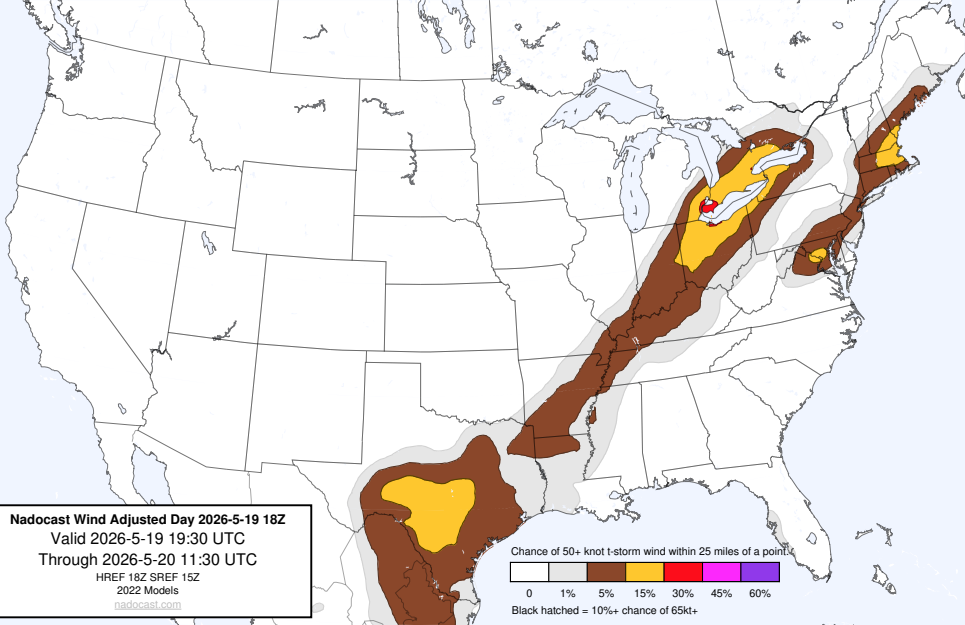 Nadocast Wind Adjusted Day 2026-5-19 18Z
Valid 2026-5-19 19:30 UTC
Through 2026-5-20 11:30 UTC
HREF 18Z SREF 15Z
2022 Models
nadocast.com
Chance of 50+ knot t-storm wind within 25 miles of a point.
0 1% 5% 15% 30% 45% 60%
Black hatched = 10%+ chance of 65kt+